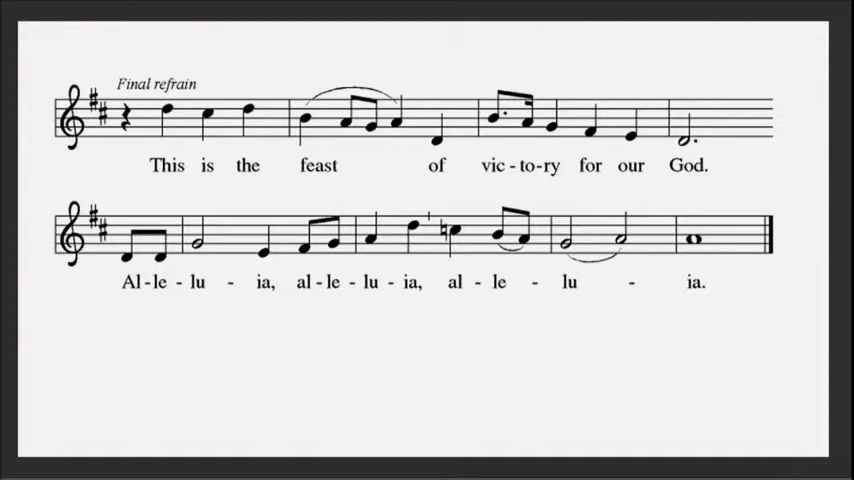 Final refrain
This is the feast of vic - to - ry for our God.
Al - le - lu - ia, al - le - lu - ia, al - le - lu - ia.